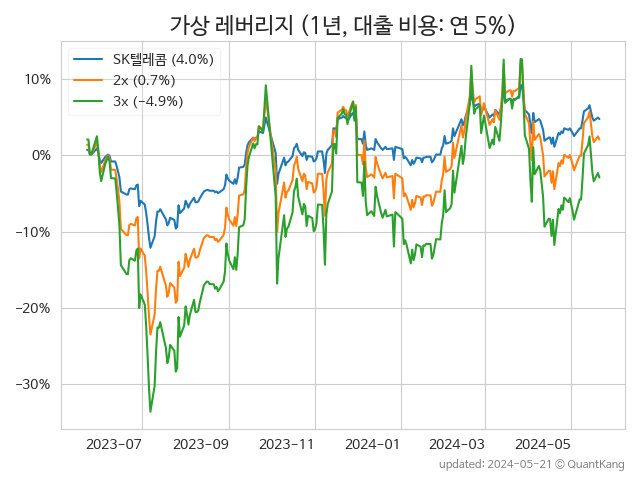 가상 레버리지 (1년, 대출 비용: 연 5%)
SK텔레콤 (4.0%)
2x (0.7%)
3x (−4.9%)
10%
0%
−10%
−20%
−30%
2023-07 2023-09 2023-11 2024-01 2024-03 2024-05
updated: 2024-05-21 © QuantKang